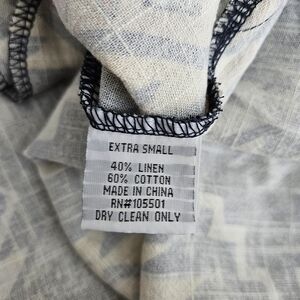 EXTRA SMALL
40% LINEN
60% COTTON
MADE IN CHINA
RN#105501
DRY CLEAN ONLY